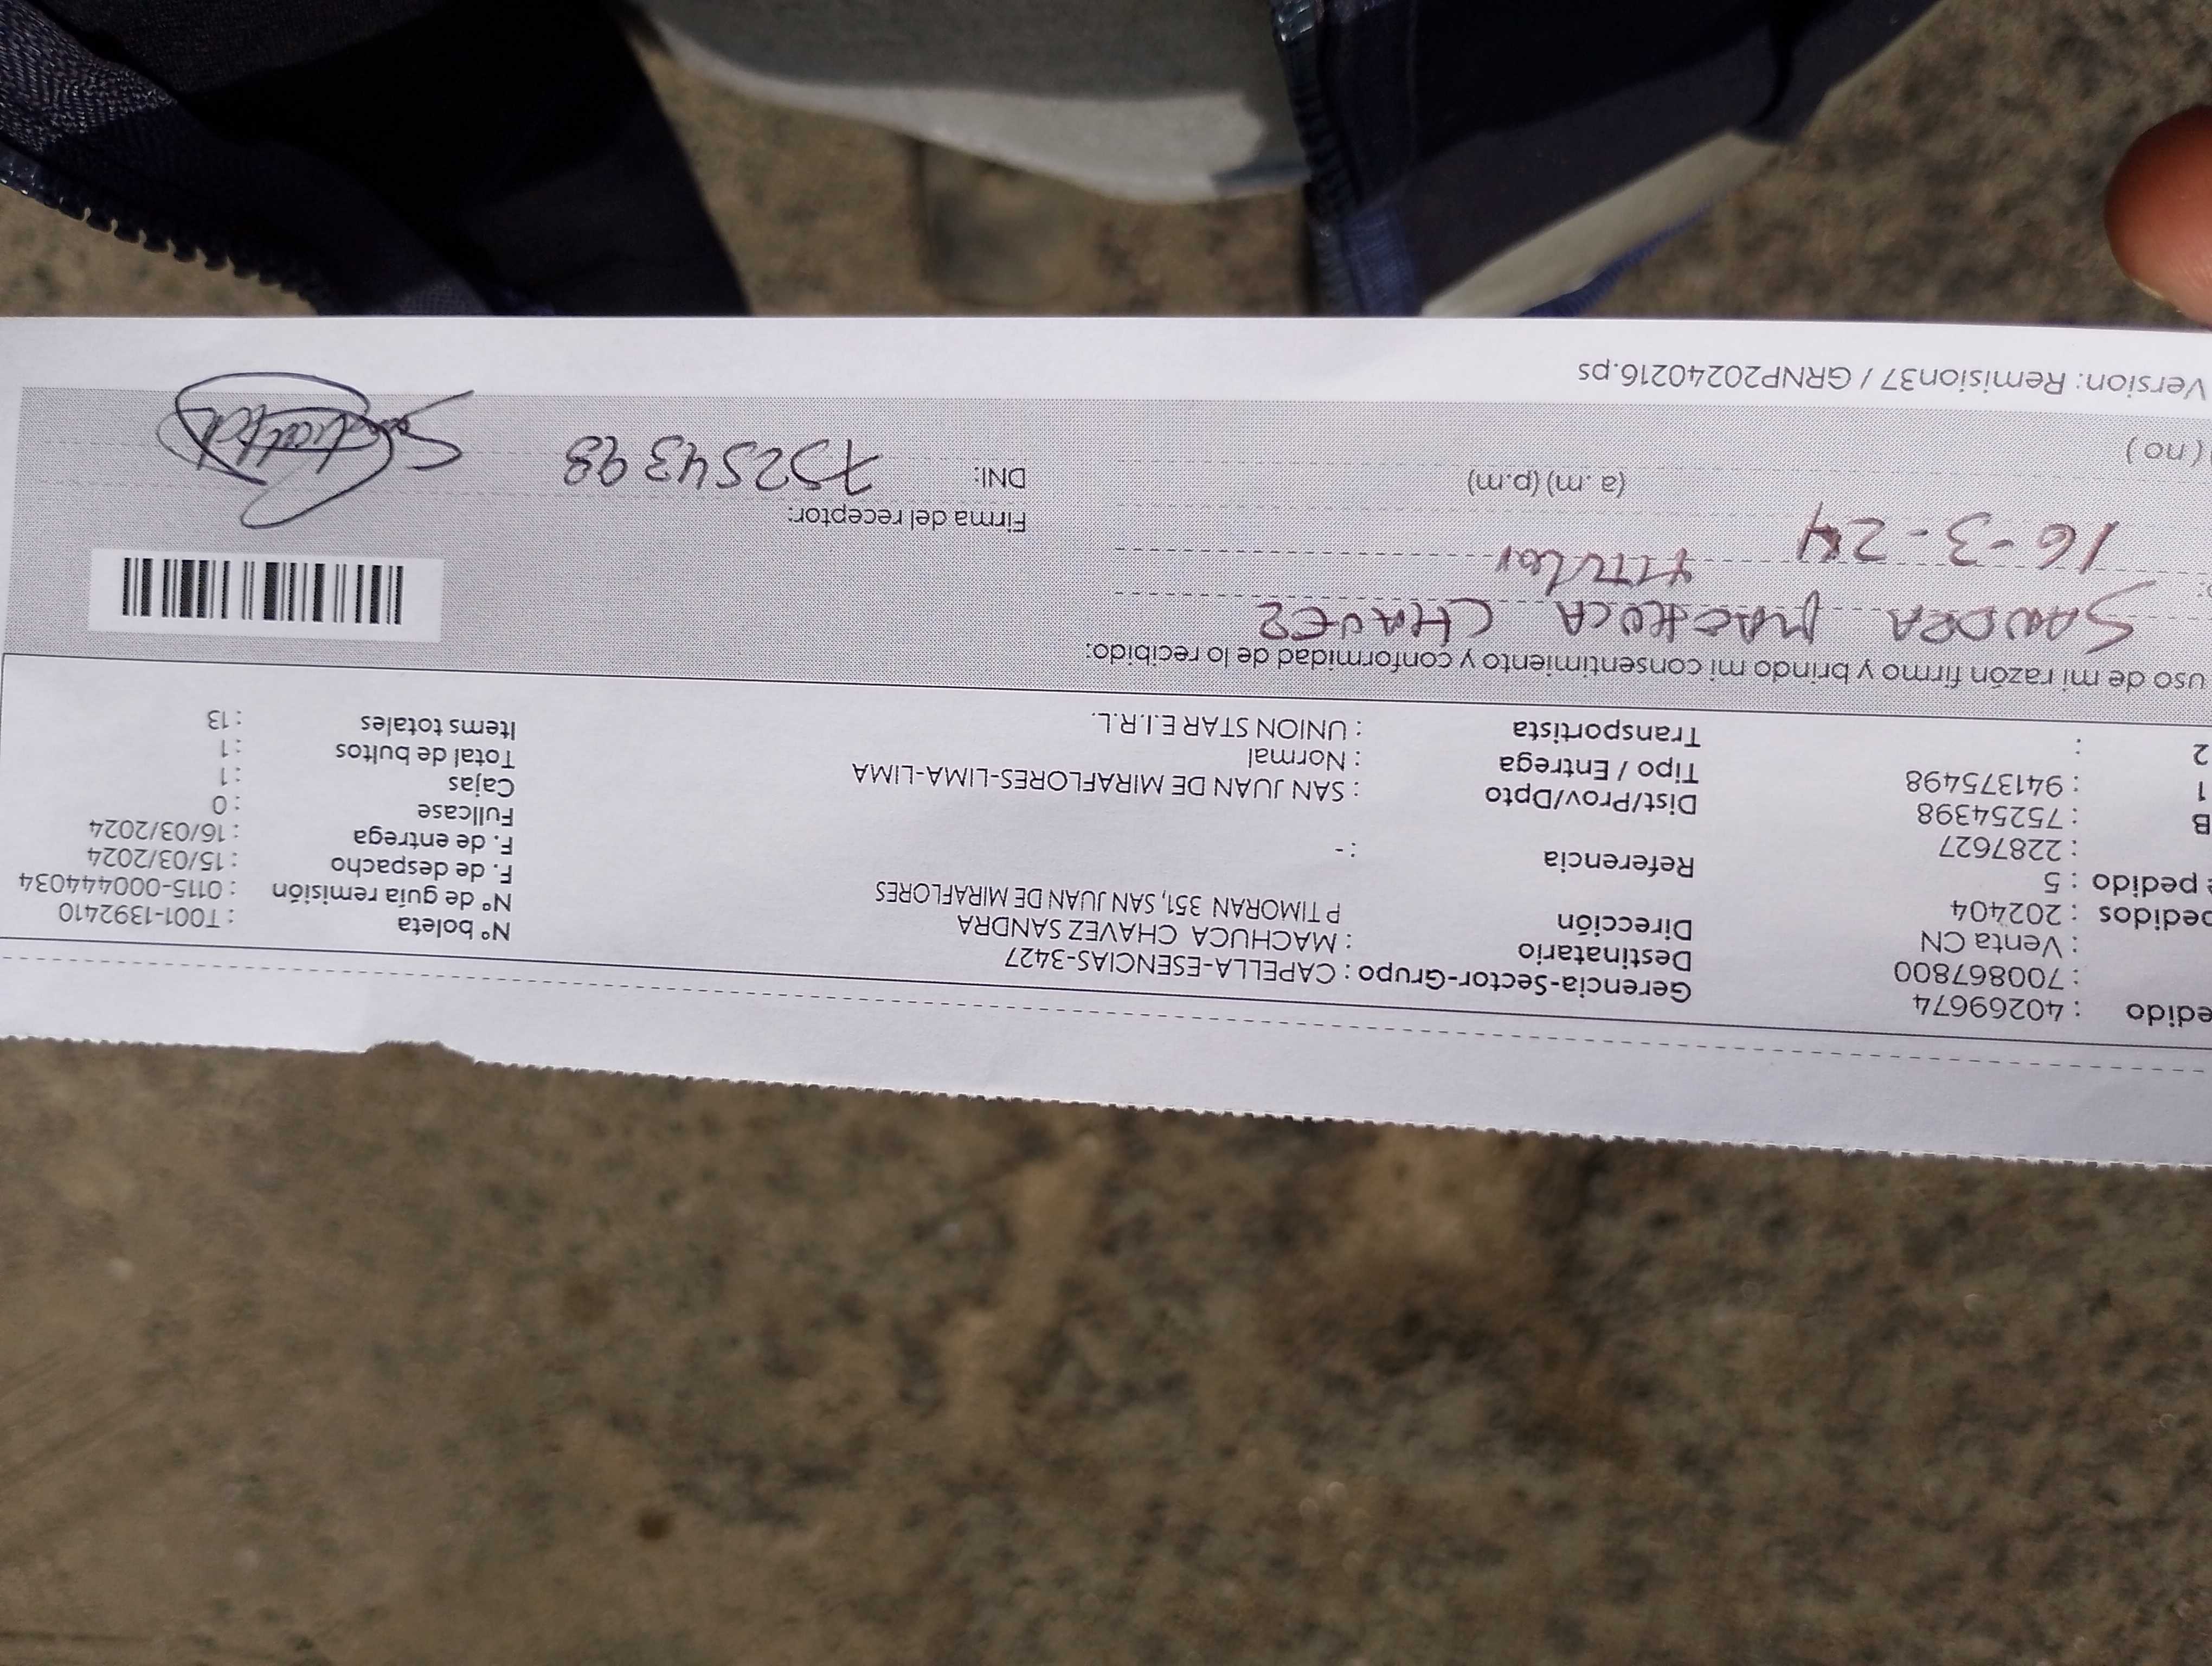 edido : 40269674 Gerencia-Sector-Grupo : CAPELLA-ESENCIAS-3427 N° boleta : T001-1392410
: 700867800 Destinatario : MACHUCA CHAVEZ SANDRA N° de guía remisión : 0115-000444034
: Venta CN Dirección PTIMORAN 351, SAN JUAN DE MIRAFLORES F. de despacho : 15/03/2024
pedidos : 202404 F. de entrega : 16/03/2024
e pedido : 5 Referencia : - Fullcase : 0
: 2287627 Cajas : 1
B : 75254398 Dist/Prov/Dpto : SAN JUAN DE MIRAFLORES-LIMA-LIMA Total de bultos : 1
1 : 941375498 Tipo / Entrega : Normal Items totales : 13
2 : Transportista : UNION STAR E.I.R.L.
uso de mi razón firmo y brindo mi consentimiento y conformidad de lo recibido:
SANDRA MACHUCA CHAVEZ
titular
16-3-24 Firma del receptor:
(a.m) (p.m) DNI: 75254398
(no)
Version: Remision37 / GRNP20240216.ps